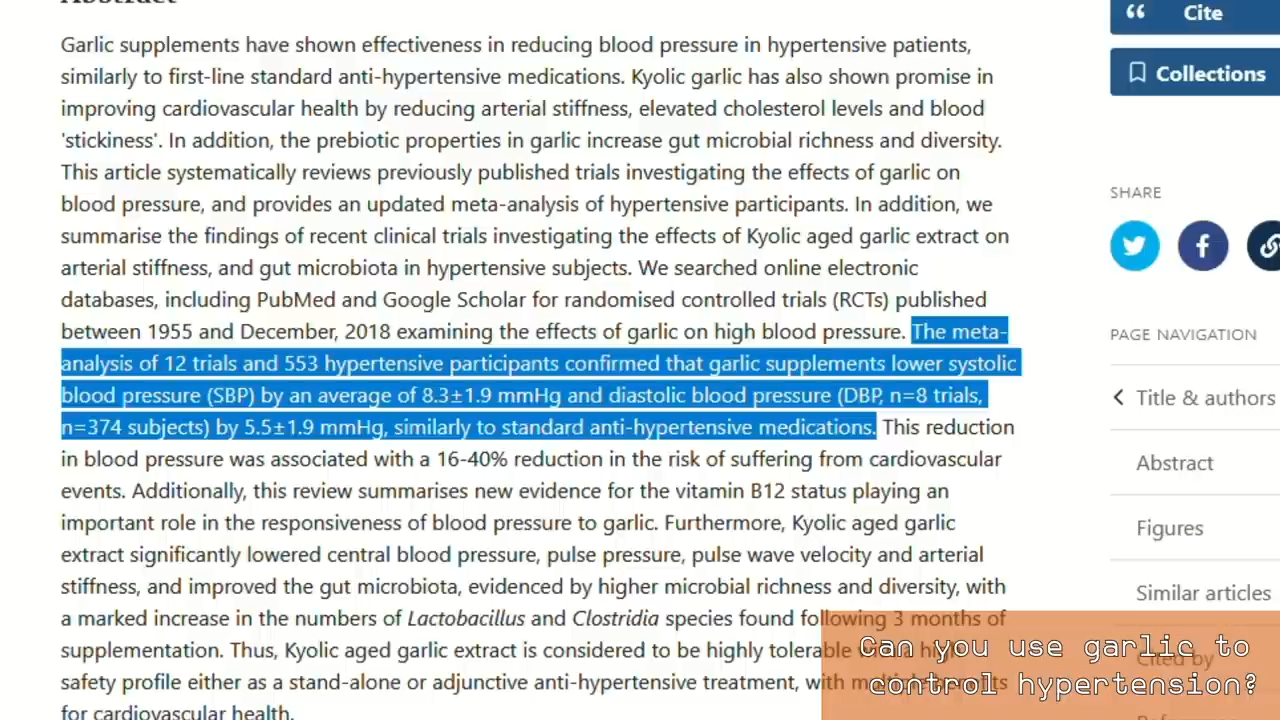 Abstract
Garlic supplements have shown effectiveness in reducing blood pressure in hypertensive patients,
similarly to first-line standard anti-hypertensive medications. Kyolic garlic has also shown promise in
improving cardiovascular health by reducing arterial stiffness, elevated cholesterol levels and blood
'stickiness'. In addition, the prebiotic properties in garlic increase gut microbial richness and diversity.
This article systematically reviews previously published trials investigating the effects of garlic on
blood pressure, and provides an updated meta-analysis of hypertensive participants. In addition, we
summarise the findings of recent clinical trials investigating the effects of Kyolic aged garlic extract on
arterial stiffness, and gut microbiota in hypertensive subjects. We searched online electronic
databases, including PubMed and Google Scholar for randomised controlled trials (RCTs) published
between 1955 and December, 2018 examining the effects of garlic on high blood pressure. The meta-
analysis of 12 trials and 553 hypertensive participants confirmed that garlic supplements lower systolic
blood pressure (SBP) by an average of 8.3±1.9 mmHg and diastolic blood pressure (DBP, n=8 trials,
n=374 subjects) by 5.5±1.9 mmHg, similarly to standard anti-hypertensive medications. This reduction
in blood pressure was associated with a 16-40% reduction in the risk of suffering from cardiovascular
events. Additionally, this review summarises new evidence for the vitamin B12 status playing an
important role in the responsiveness of blood pressure to garlic. Furthermore, Kyolic aged garlic
extract significantly lowered central blood pressure, pulse pressure, pulse wave velocity and arterial
stiffness, and improved the gut microbiota, evidenced by higher microbial richness and diversity, with
a marked increase in the numbers of Lactobacillus and Clostridia species found following 3 months of
supplementation. Thus, Kyolic aged garlic extract is considered to be highly tolerable
safety profile either as a stand-alone or adjunctive anti-hypertensive treatment, with
for cardiovascular health.
Cite
Collections
SHARE
PAGE NAVIGATION
Title & authors
Abstract
Figures
Similar articles
Cited by
Can you use garlic to
control hypertension?